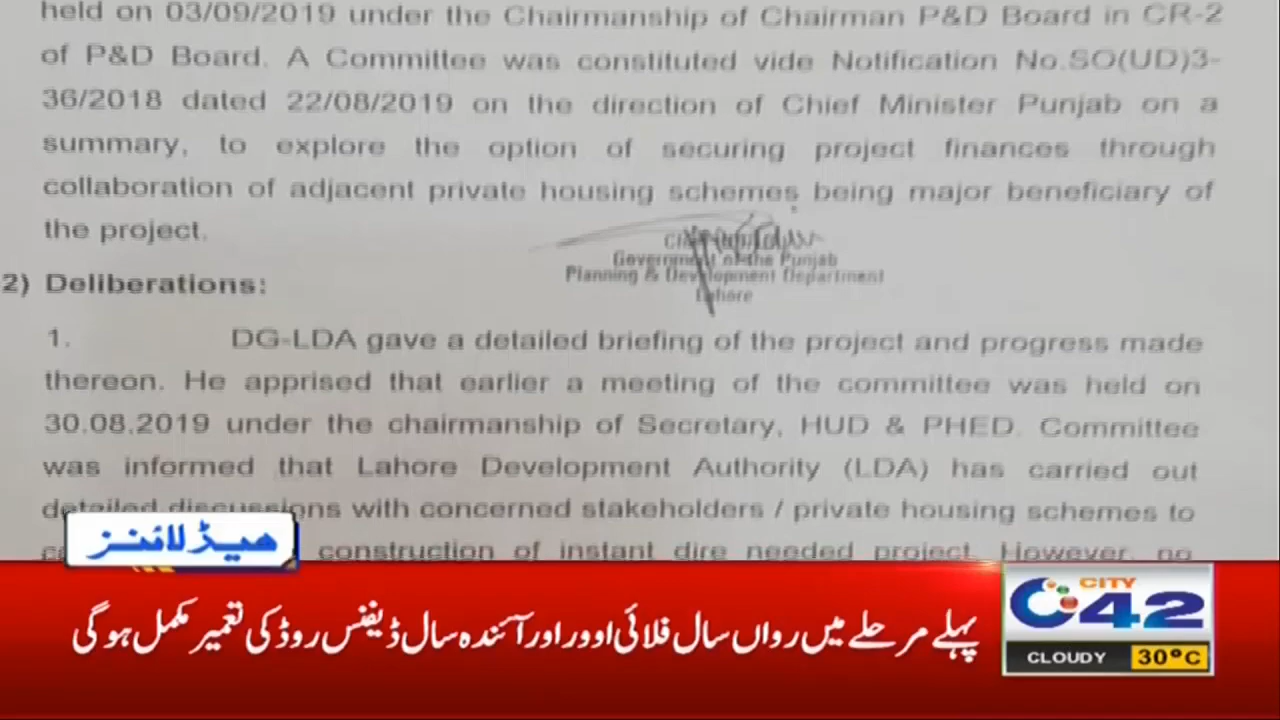 held on 03/09/2019 under the Chairmanship of Chairman P&D Board in CR-2
of P&D Board. A Committee was constituted vide Notification No.SO(UD)3-
36/2018 dated 22/08/2019 on the direction of Chief Minister Punjab on a
summary, to explore the option of securing project finances through
collaboration of adjacent private housing schemes being major beneficiary of
the project.
Government of the Punjab
Planning & Development Department
Lahore
2) Deliberations:
1. DG-LDA gave a detailed briefing of the project and progress made
thereon. He apprised that earlier a meeting of the committee was held on
30.08.2019 under the chairmanship of Secretary, HUD & PHED. Committee
was informed that Lahore Development Authority (LDA) has carried out
detailed discussions with concerned stakeholders / private housing schemes to
construction of instant dire needed project. However, no
ہیڈلائنز
پہلے مرحلے میں رواں سال فلائی اوور اور آئندہ سال ڈیفنس روڈ کی تعمیر مکمل ہوگی
CITY
42
CLOUDY 30°C